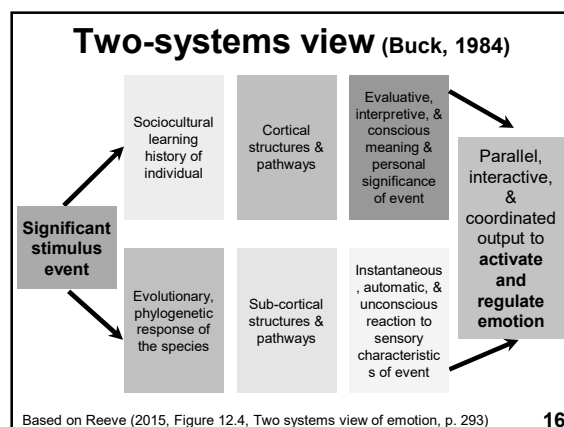 Two-systems view (Buck, 1984)
Sociocultural
learning
history of
individual
Cortical
structures &
pathways
Evaluative,
interpretive, &
conscious
meaning &
personal
significance
of event
Significant
stimulus
event
Parallel,
interactive,
&
coordinated
output to
activate
and
regulate
emotion
Evolutionary,
phylogenetic
response of
the species
Sub-cortical
structures &
pathways
Instantaneous
, automatic, &
unconscious
reaction to
sensory
characteristic
s of event
Based on Reeve (2015, Figure 12.4, Two systems view of emotion, p. 293)
16